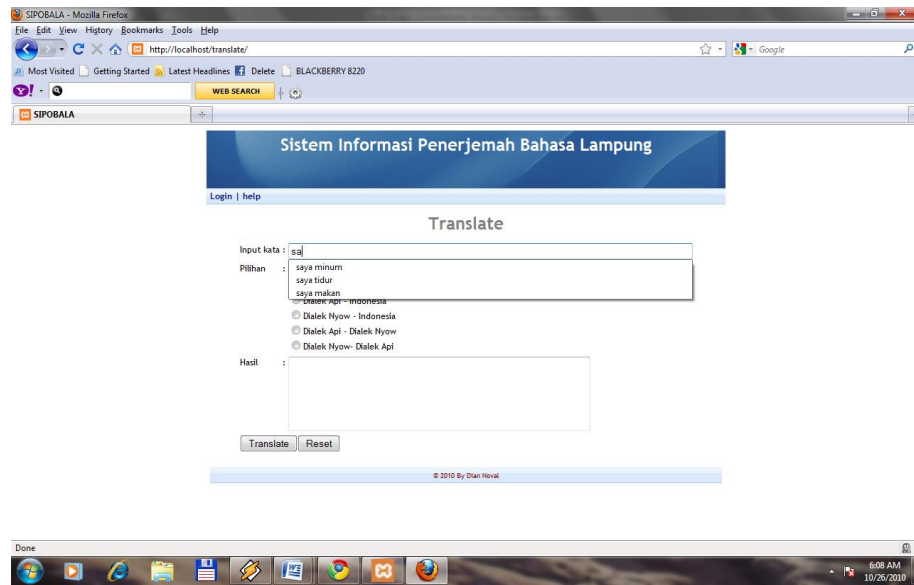 SIPOBALA - Mozilla Firefox
File Edit View History Bookmarks Tools Help
http://localhost/translate/
Google
Most Visited Getting Started Latest Headlines Delete BLACKBERRY 8220
WEB SEARCH
SIPOBALA
Sistem Informasi Penerjemah Bahasa Lampung
Login | help
Translate
Input kata : sa
Pilihan :
saya minum
saya tidur
saya makan
Dialek Api - Indonesia
Dialek Nyow - Indonesia
Dialek Api - Dialek Nyow
Dialek Nyow- Dialek Api
Hasil :
Translate Reset
© 2010 By Dian Noval
Done
6:08 AM
10/26/2010